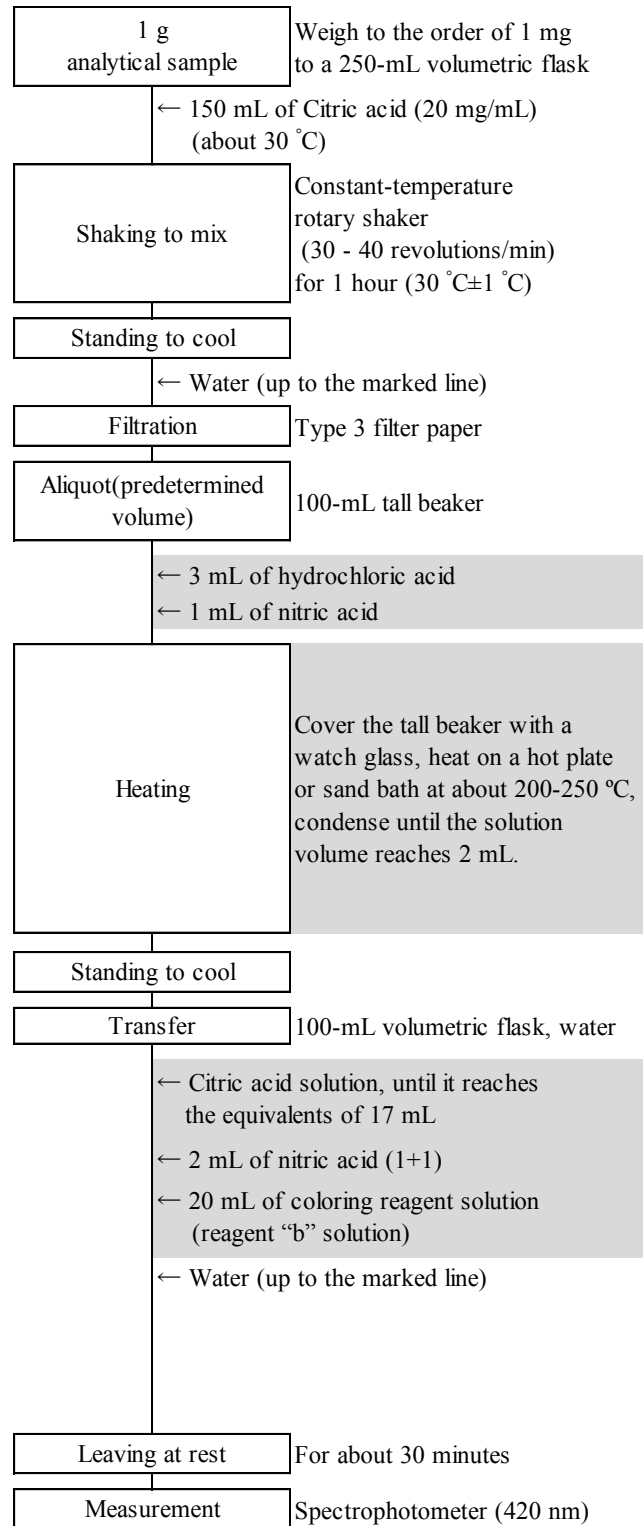 1 g
analytical sample
Weigh to the order of 1 mg
to a 250-mL volumetric flask
← 150 mL of Citric acid (20 mg/mL)
(about 30 ˚C)
Shaking to mix
Constant-temperature
rotary shaker
(30 - 40 revolutions/min)
for 1 hour (30 ˚C±1 ˚C)
Standing to cool
← Water (up to the marked line)
Filtration
Type 3 filter paper
Aliquot(predetermined
volume)
100-mL tall beaker
← 3 mL of hydrochloric acid
← 1 mL of nitric acid
Heating
Cover the tall beaker with a
watch glass, heat on a hot plate
or sand bath at about 200-250 ºC,
condense until the solution
volume reaches 2 mL.
Standing to cool
Transfer
100-mL volumetric flask, water
← Citric acid solution, until it reaches
the equivalents of 17 mL
← 2 mL of nitric acid (1+1)
← 20 mL of coloring reagent solution
(reagent “b” solution)
← Water (up to the marked line)
Leaving at rest
For about 30 minutes
Measurement
Spectrophotometer (420 nm)